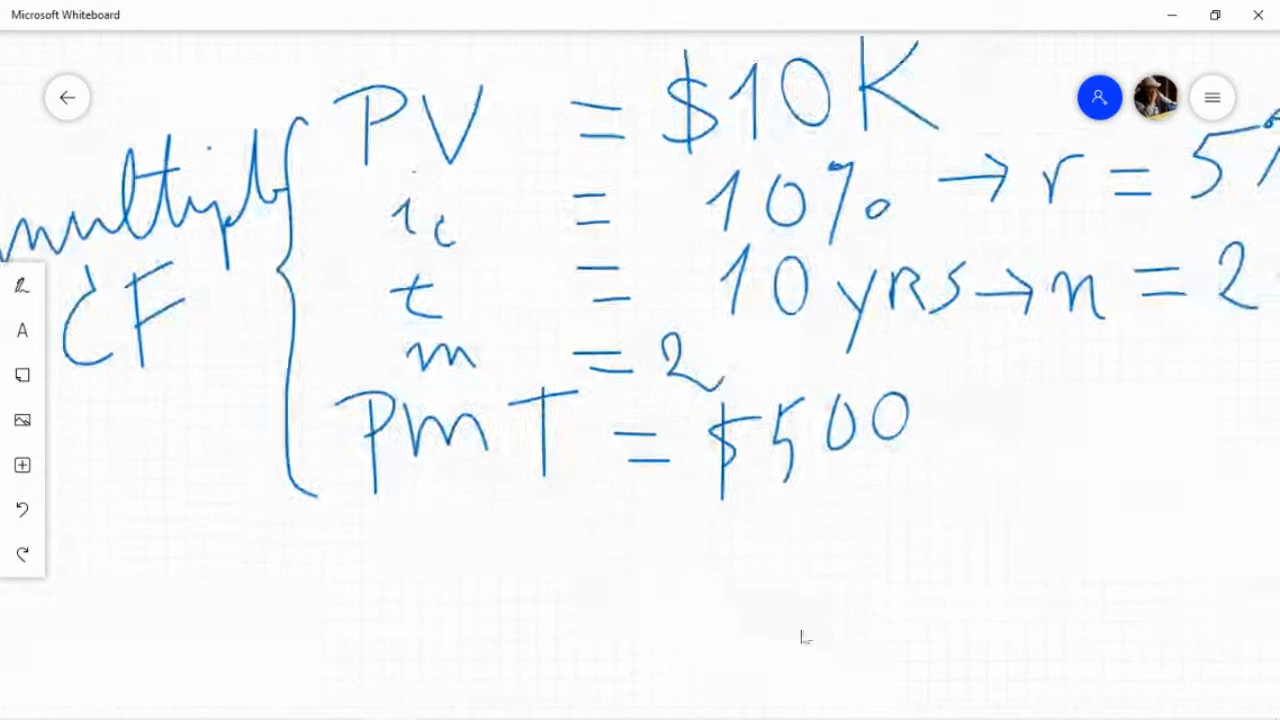 Microsoft Whiteboard
PV = $10K
multiple
i = 10% → r = 5%
CF
t = 10 yrs → n = 2
m = 2
PMT = $500
A